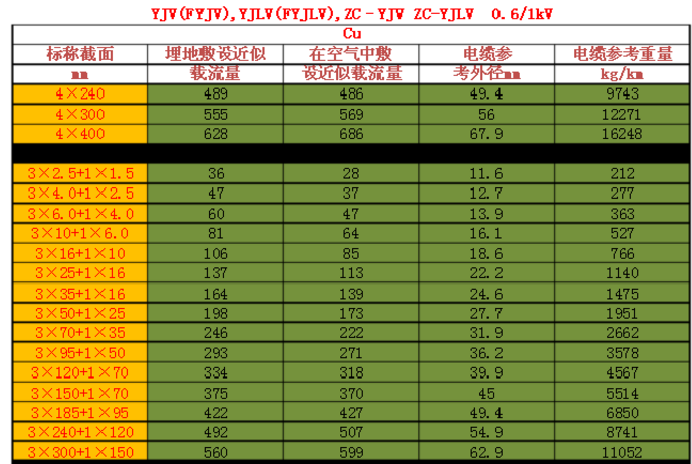 YJV(FYJV),YJLV(FYJLV),ZC-YJV ZC-YJLV 0.6/1kV
Cu
标称截面 埋地敷设近似 在空气中敷 电缆参 电缆参考重量
mm 载流量 设近似载流量 考外径mm kg/km
4×240 489 486 49.4 9743
4×300 555 569 56 12271
4×400 628 686 67.9 16248
3×2.5+1×1.5 36 28 11.6 212
3×4.0+1×2.5 47 37 12.7 277
3×6.0+1×4.0 60 47 13.9 363
3×10+1×6.0 81 64 16.1 527
3×16+1×10 106 85 18.6 766
3×25+1×16 137 113 22.2 1140
3×35+1×16 164 139 24.6 1475
3×50+1×25 198 173 27.7 1951
3×70+1×35 246 222 31.9 2662
3×95+1×50 293 271 36.2 3578
3×120+1×70 334 318 39.9 4567
3×150+1×70 375 370 45 5514
3×185+1×95 422 427 49.4 6850
3×240+1×120 492 507 54.9 8741
3×300+1×150 560 599 62.9 11052